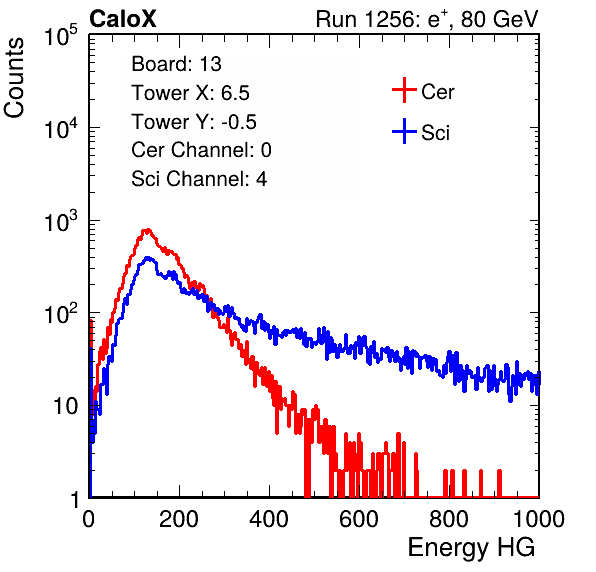 CaloX Run 1256: e⁺, 80 GeV
Counts
Board: 13
Tower X: 6.5
Tower Y: -0.5
Cer Channel: 0
Sci Channel: 4
Cer
Sci
10⁵
10⁴
10³
10²
10
1
0 200 400 600 800 1000
Energy HG